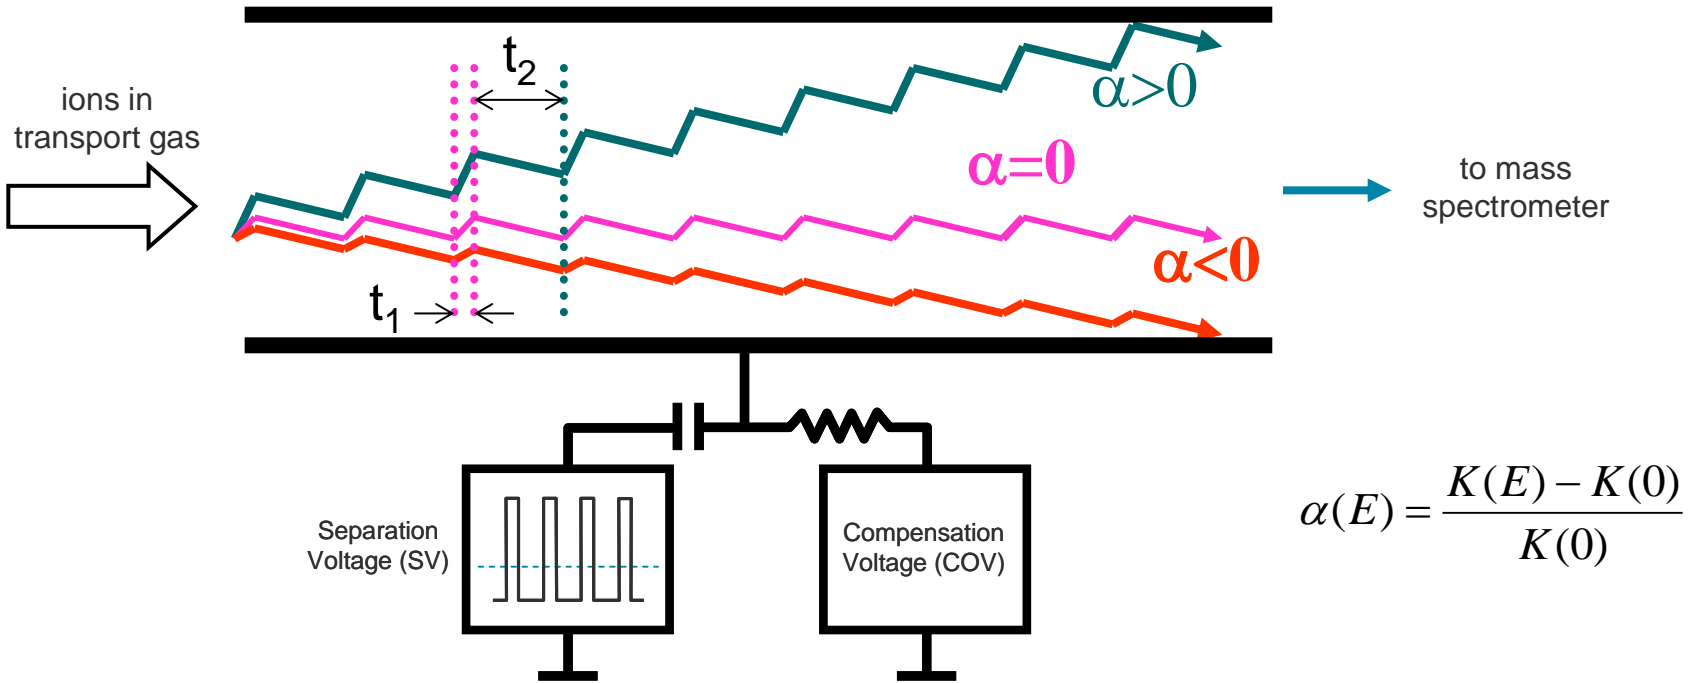 ions in
transport gas
t2
t1
α>0
α=0
α<0
to mass
spectrometer
Separation
Voltage (SV)
Compensation
Voltage (COV)
α(E) = K(E) − K(0)
K(0)